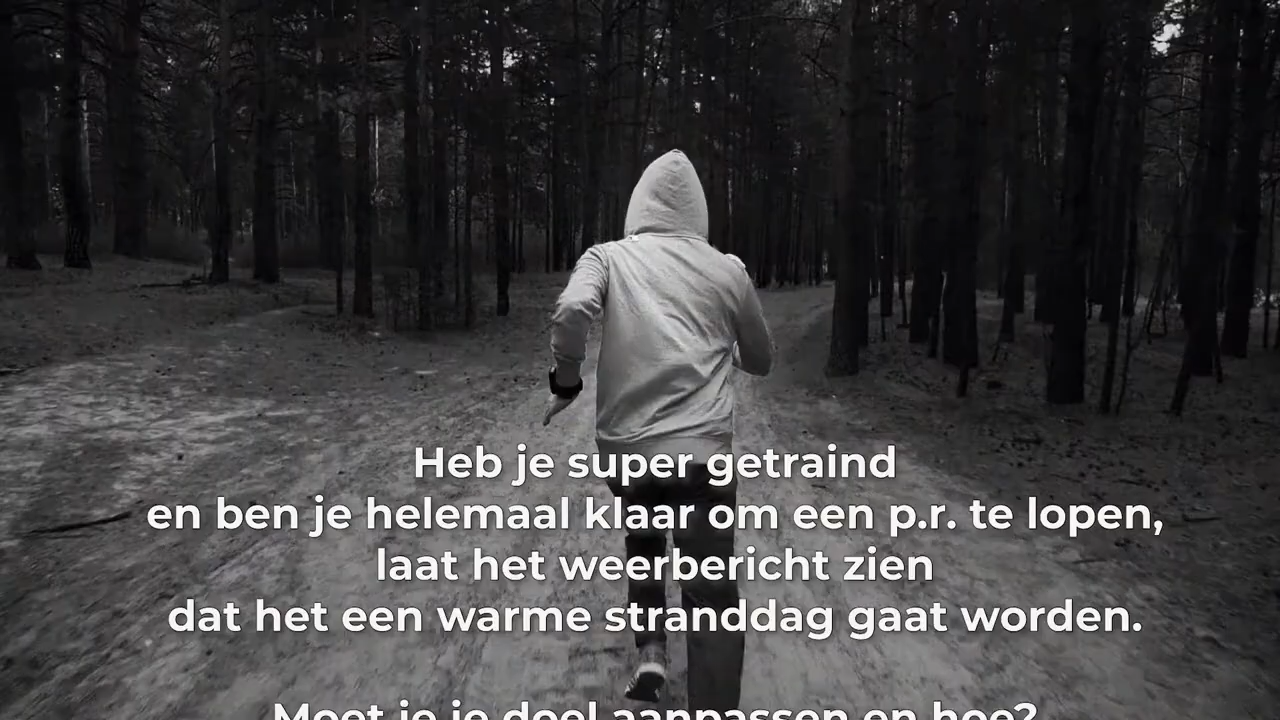 Heb je super getraind
en ben je helemaal klaar om een p.r. te lopen,
laat het weerbericht zien
dat het een warme stranddag gaat worden.
Moet je je doel aanpassen en hoe?